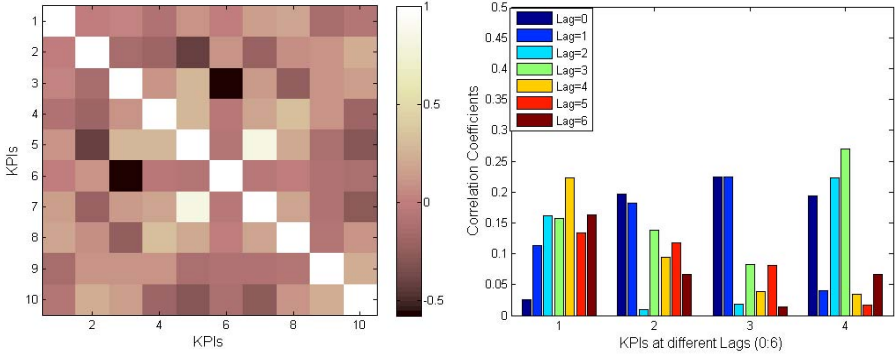 1
2
3
4
5
6
7
8
9
10
KPIs
2 4 6 8 10
KPIs
1
0.5
0
-0.5
0.5
0.45
0.4
0.35
0.3
0.25
0.2
0.15
0.1
0.05
0
Correlation Coefficients
Lag=0
Lag=1
Lag=2
Lag=3
Lag=4
Lag=5
Lag=6
1 2 3 4
KPIs at different Lags (0:6)